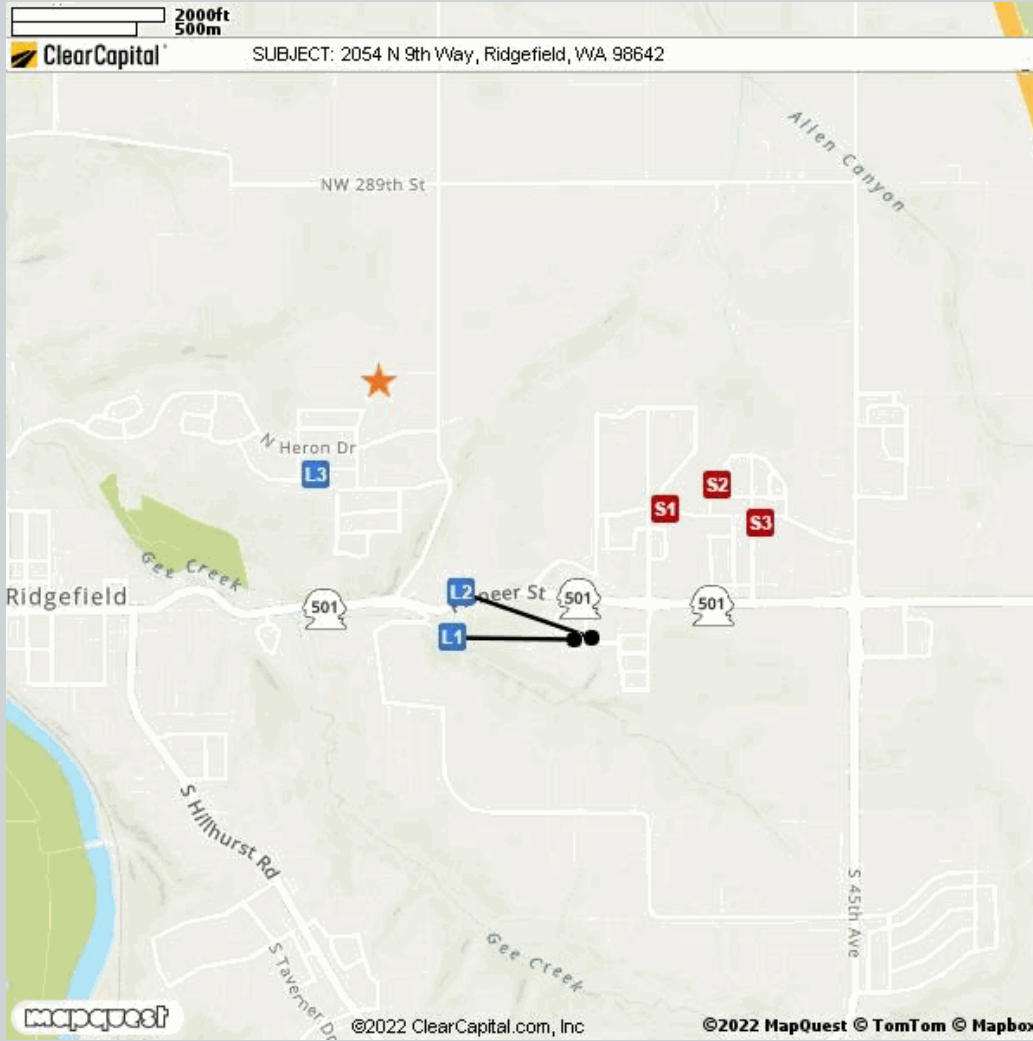 2000ft
500m
ClearCapital
SUBJECT: 2054 N 9th Way, Ridgefield, WA 98642
Allen Canyon
NW 289th St
N Heron Dr
L3
S2
S1
S3
Gee Creek
Ridgefield
L2
neer St
501
501
501
L1
S Hillhurst Rd
S 45th Ave
Gee Creek
S Taverner Dr
mapquest
©2022 ClearCapital.com, Inc
©2022 MapQuest © TomTom © Mapbox